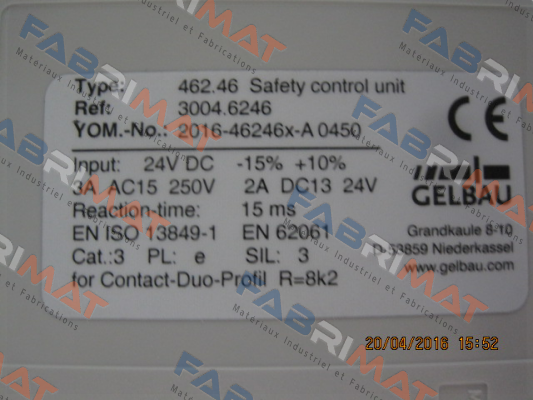 Type: 462.46 Safety control unit
Ref: 3004.6246
YOM.-No.: 2016-46246x-A 0450
Input: 24V DC -15% +10%
3A AC15 250V 2A DC13 24V
Reaction-time: 15 ms
EN ISO 13849-1 EN 62061
Cat.:3 PL: e SIL: 3
for Contact-Duo-Profil R=8k2
CE
GELBAU
Grandkaule 8-10
D-53859 Niederkassel
www.gelbau.com
20/04/2016 15:52
FABRIMAT
Materiaux Industriel et Fabrications